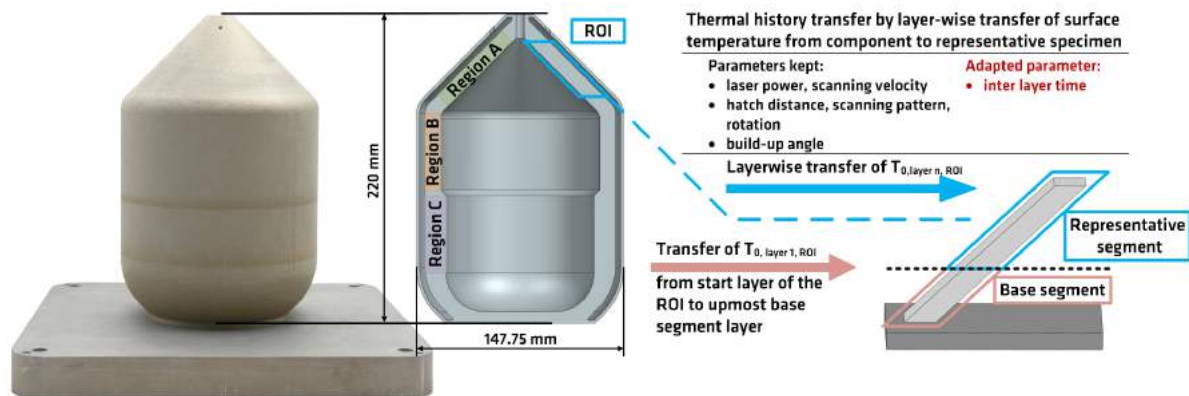 ROI
Region A
Region B
Region C
220 mm
147.75 mm
Thermal history transfer by layer-wise transfer of surface
temperature from component to representative specimen
Parameters kept:
• laser power, scanning velocity
• hatch distance, scanning pattern,
rotation
• build-up angle
Adapted parameter:
• inter layer time
Layerwise transfer of T0,layer n, ROI
Representative
segment
Transfer of T0, layer 1, ROI
from start layer of the
ROI to upmost base
segment layer
Base segment